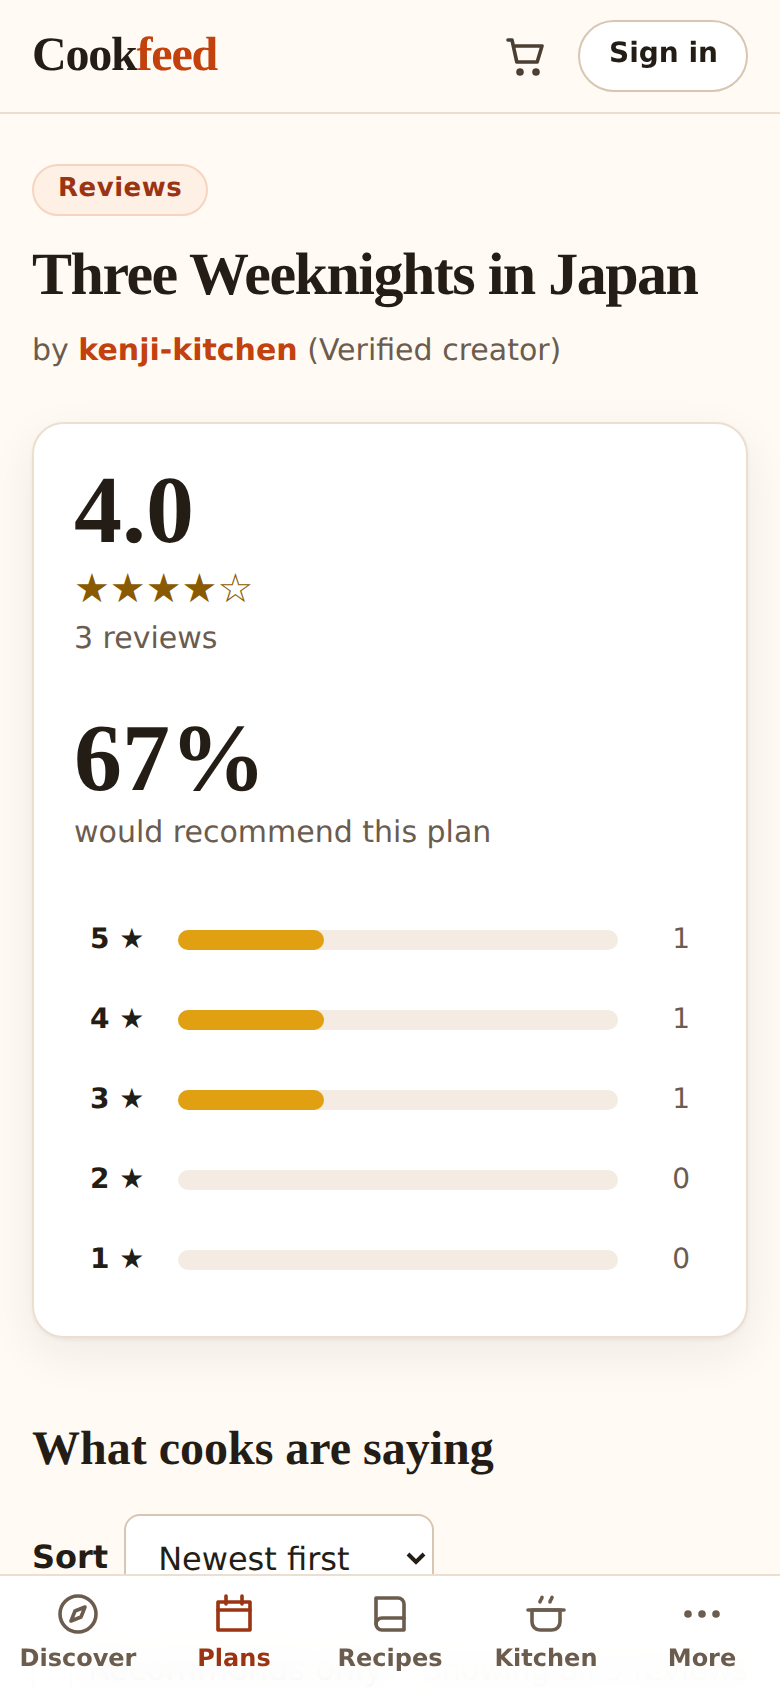 Cookfeed
Sign in
Reviews
Three Weeknights in Japan
by kenji-kitchen (Verified creator)
4.0
★★★★☆
3 reviews
67%
would recommend this plan
5 ★ 1
4 ★ 1
3 ★ 1
2 ★ 0
1 ★ 0
What cooks are saying
Sort Newest first
Discover Plans Recipes Kitchen More